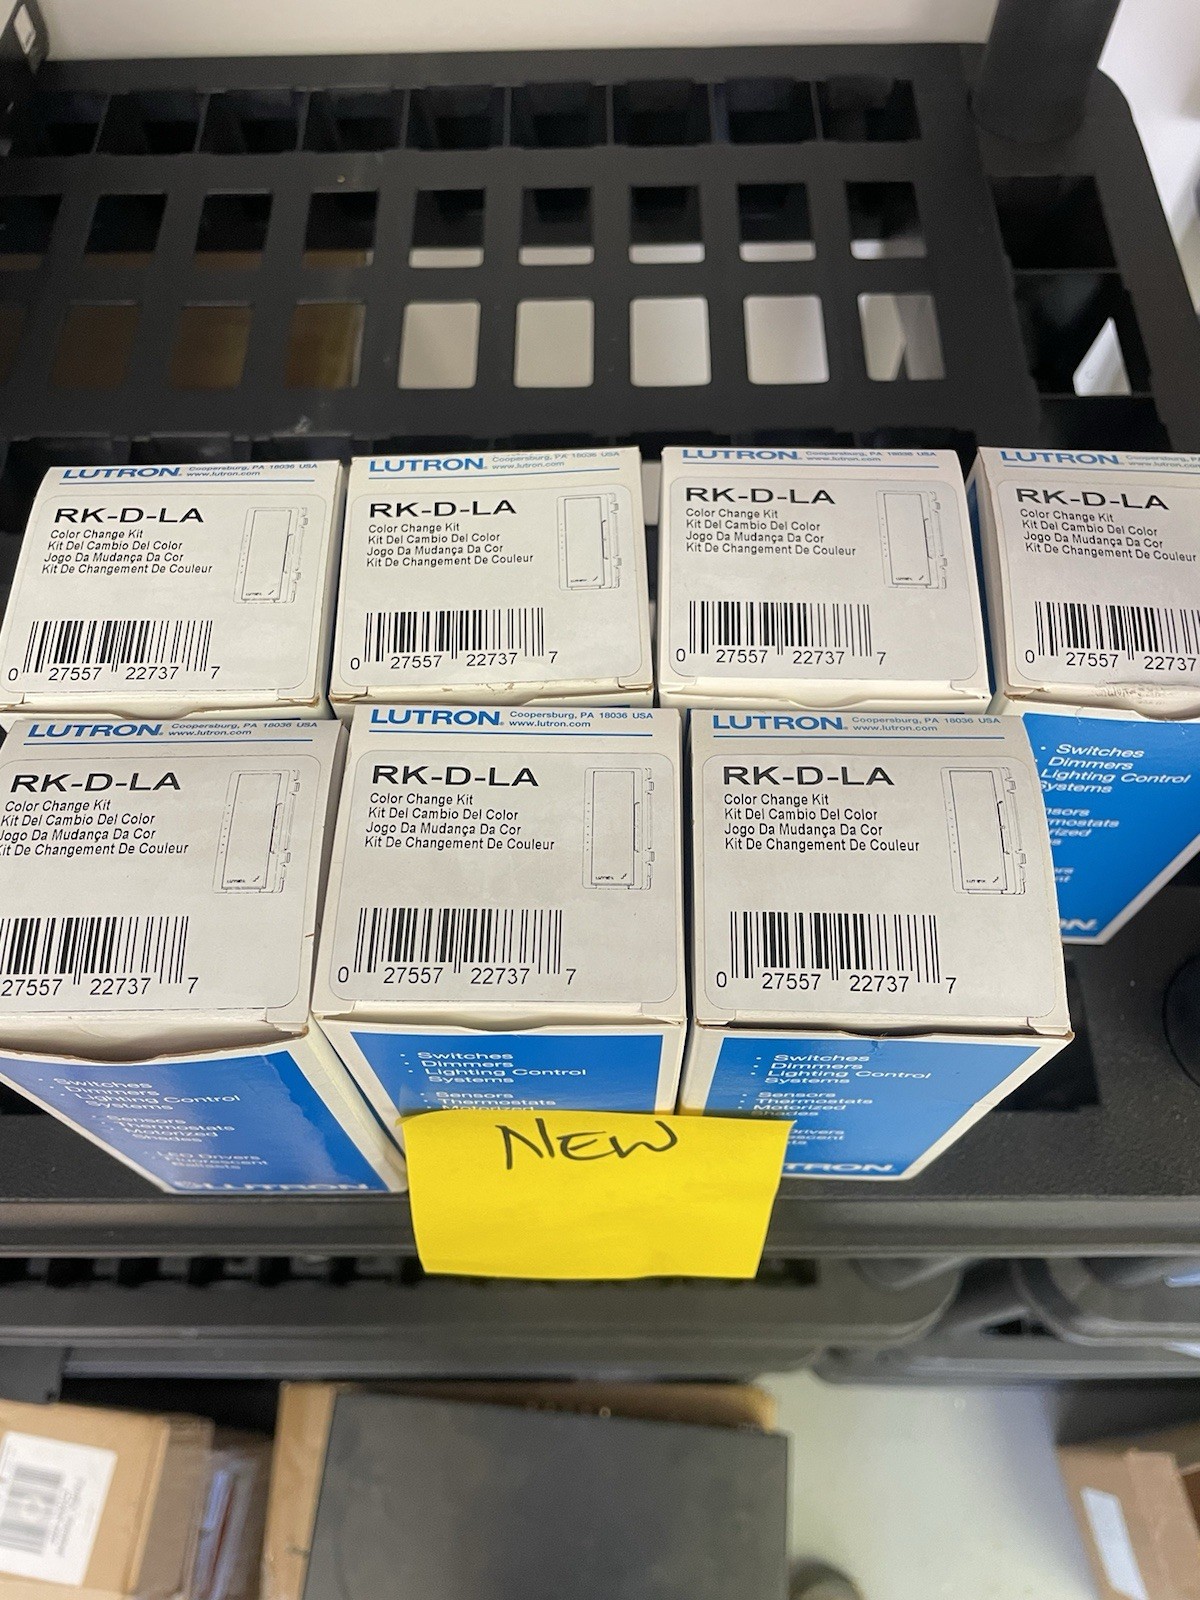 LUTRON. Coopersburg, PA 18036 USA
www.lutron.com
RK-D-LA
Color Change Kit
Kit Del Cambio Del Color
Jogo Da Mudança Da Cor
Kit De Changement De Couleur
0 27557 22737 7
LUTRON. Coopersburg, PA 18036 USA
www.lutron.com
RK-D-LA
Color Change Kit
Kit Del Cambio Del Color
Jogo Da Mudança Da Cor
Kit De Changement De Couleur
0 27557 22737 7
LUTRON. Coopersburg, PA 18036 USA
www.lutron.com
RK-D-LA
Color Change Kit
Kit Del Cambio Del Color
Jogo Da Mudança Da Cor
Kit De Changement De Couleur
0 27557 22737 7
LUTRON. Coopersburg, PA
www.lutron.com
RK-D-LA
Color Change Kit
Kit Del Cambio Del Color
Jogo Da Mudança Da Cor
Kit De Changement De Couleur
0 27557 22737
• Switches
Dimmers
Lighting Control
Systems
LUTRON. Coopersburg, PA 18036 USA
www.lutron.com
RK-D-LA
Color Change Kit
Kit Del Cambio Del Color
Jogo Da Mudança Da Cor
Kit De Changement De Couleur
27557 22737 7
• Switches
• Dimmers
• Lighting Control
Systems
• Sensors
• Thermostats
• Motorized
Shades
• LED Drivers
• Fluorescent
Ballasts
LUTRON
LUTRON. Coopersburg, PA 18036 USA
www.lutron.com
RK-D-LA
Color Change Kit
Kit Del Cambio Del Color
Jogo Da Mudança Da Cor
Kit De Changement De Couleur
0 27557 22737 7
• Switches
• Dimmers
• Lighting Control
Systems
• Sensors
• Thermostats
• Motorized
LUTRON. Coopersburg, PA 18036 USA
www.lutron.com
RK-D-LA
Color Change Kit
Kit Del Cambio Del Color
Jogo Da Mudança Da Cor
Kit De Changement De Couleur
0 27557 22737 7
• Switches
• Dimmers
• Lighting Control
Systems
• Sensors
• Thermostats
• Motorized
Shades
NEW